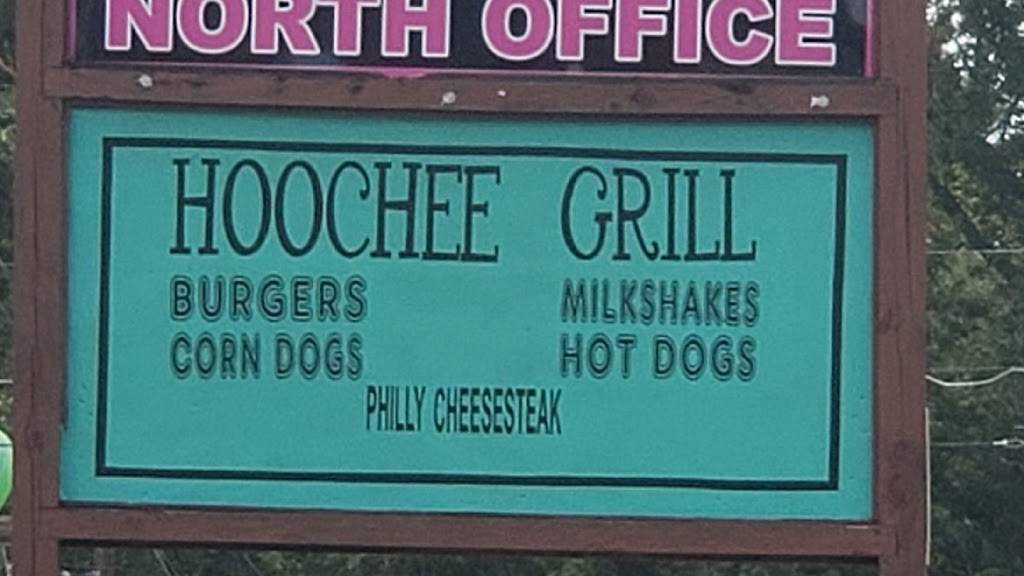 NORTH OFFICE
HOOCHEE GRILL
BURGERS MILKSHAKES
CORN DOGS HOT DOGS
PHILLY CHEESESTEAK